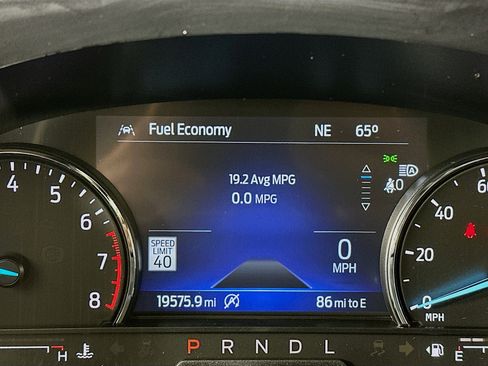 Fuel Economy NE 65°
19.2 Avg MPG
0.0 MPG
4 5 6 7 8
SPEED LIMIT 40
0 MPH
60
40
20
0
MPH
19575.9 mi 86 mi to E
H P R N D L E